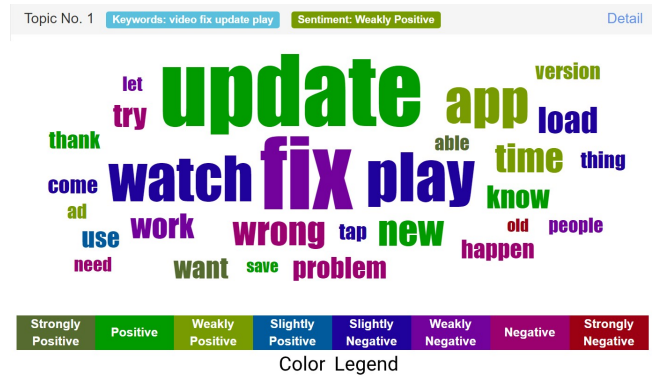 Topic No. 1 Keywords: video fix update play Sentiment: Weakly Positive Detail
let update app version
try load
thank able
come watch fix play time thing
ad know
use work wrong tap new old people
need want save problem happen
Strongly Positive
Positive
Weakly Positive
Slightly Positive
Slightly Negative
Weakly Negative
Negative
Strongly Negative
Color Legend